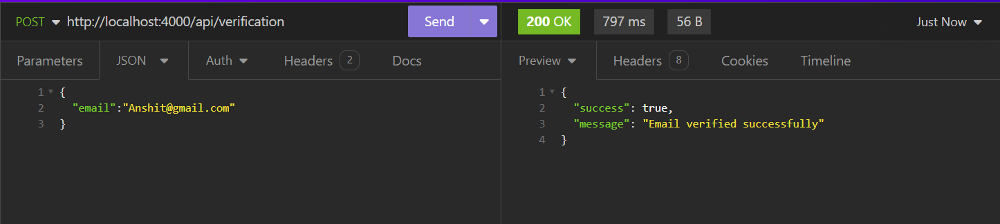 POST http://localhost:4000/api/verification Send 200 OK 797 ms 56 B Just Now
Parameters JSON Auth Headers 2 Docs Preview Headers 8 Cookies Timeline
1 {
2 "email":"Anshit@gmail.com"
3 }
1 {
2 "success": true,
3 "message": "Email verified successfully"
4 }